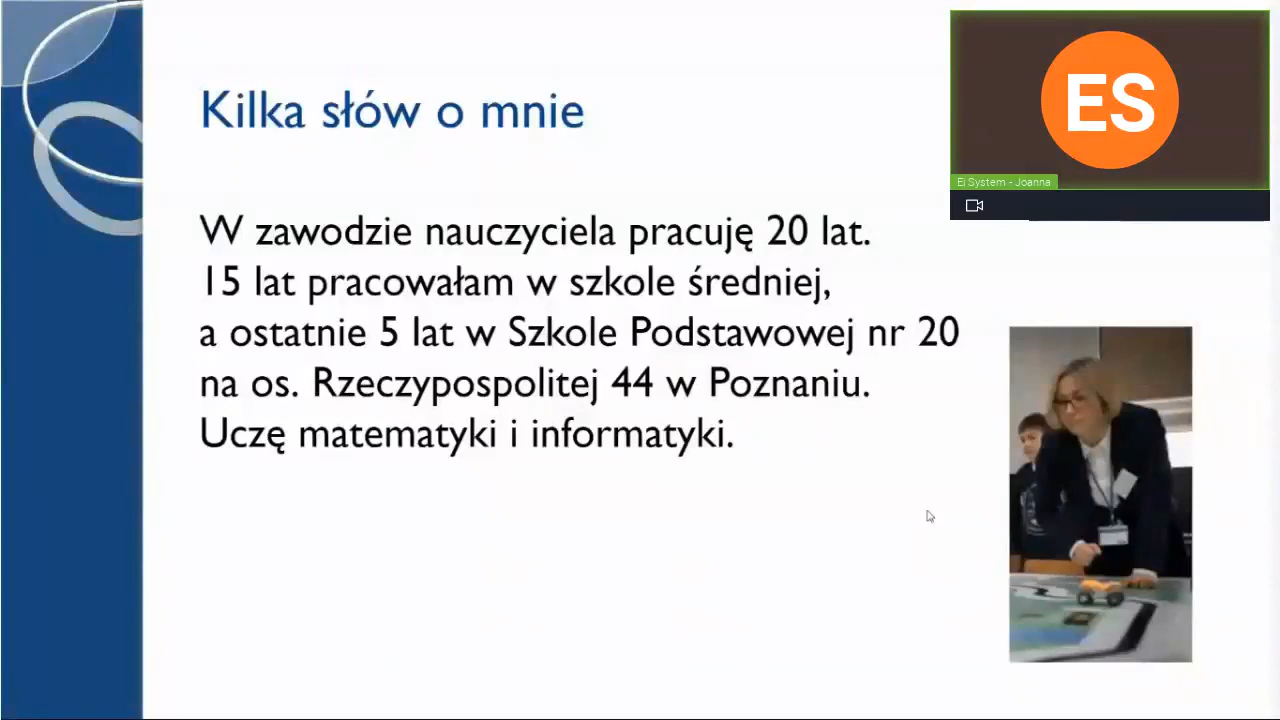 Kilka słów o mnie
W zawodzie nauczyciela pracuję 20 lat.
15 lat pracowałam w szkole średniej,
a ostatnie 5 lat w Szkole Podstawowej nr 20
na os. Rzeczypospolitej 44 w Poznaniu.
Uczę matematyki i informatyki.
ES
Ei System - Joanna